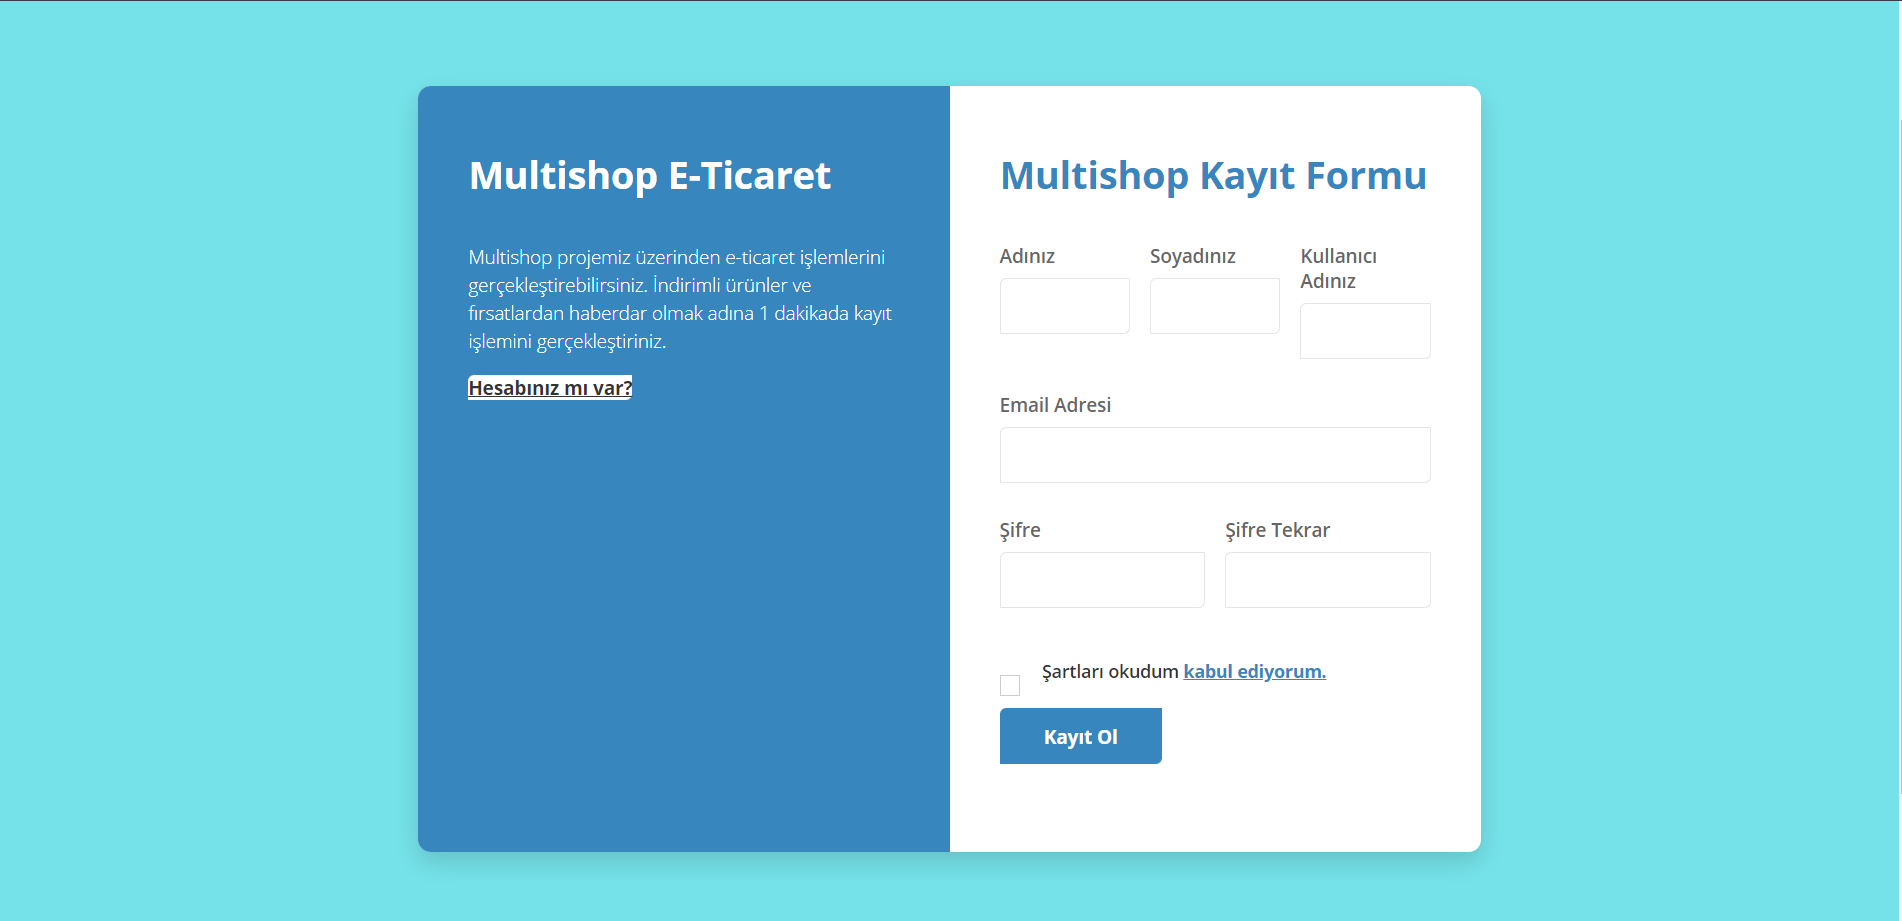 Multishop E-Ticaret
Multishop projemiz üzerinden e-ticaret işlemlerini
gerçekleştirebilirsiniz. İndirimli ürünler ve
fırsatlardan haberdar olmak adına 1 dakikada kayıt
işlemini gerçekleştiriniz.
Hesabınız mı var?
Multishop Kayıt Formu
Adınız
Soyadınız
Kullanıcı
Adınız
Email Adresi
Şifre
Şifre Tekrar
Şartları okudum kabul ediyorum.
Kayıt Ol